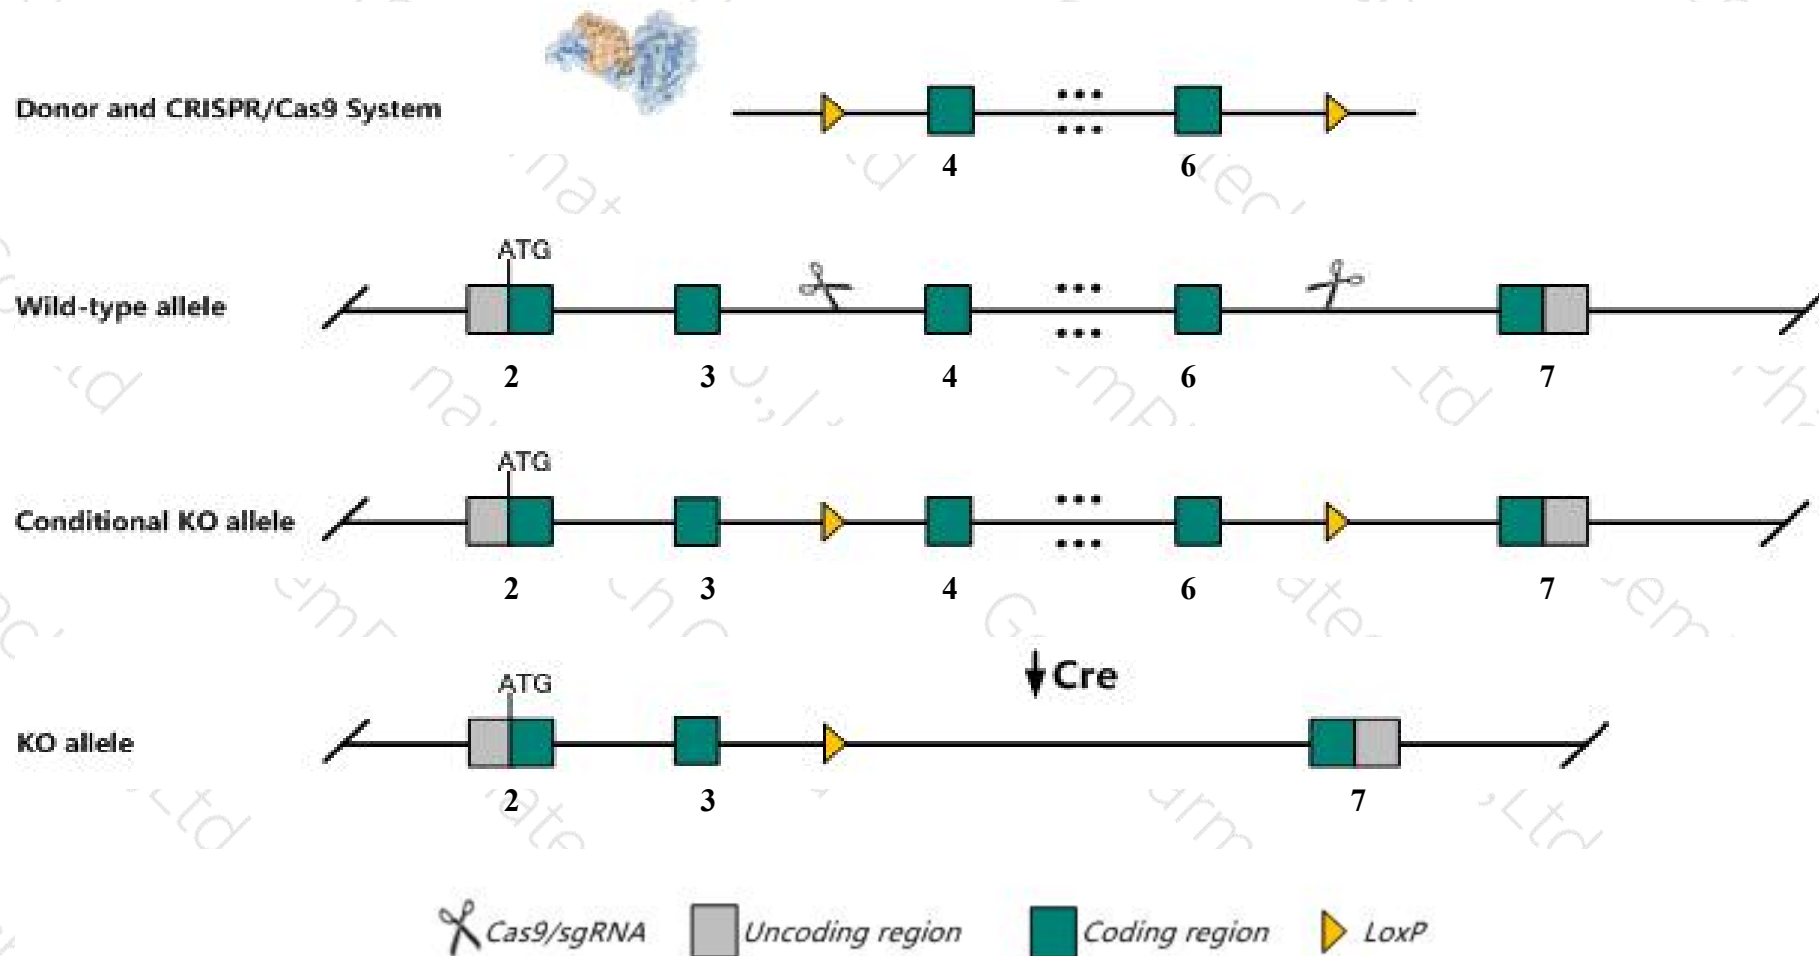 Donor and CRISPR/Cas9 System
4 6
ATG
Wild-type allele
2 3 4 6 7
ATG
Conditional KO allele
2 3 4 6 7
Cre
ATG
KO allele
2 3 7
Cas9/sgRNA Uncoding region Coding region LoxP